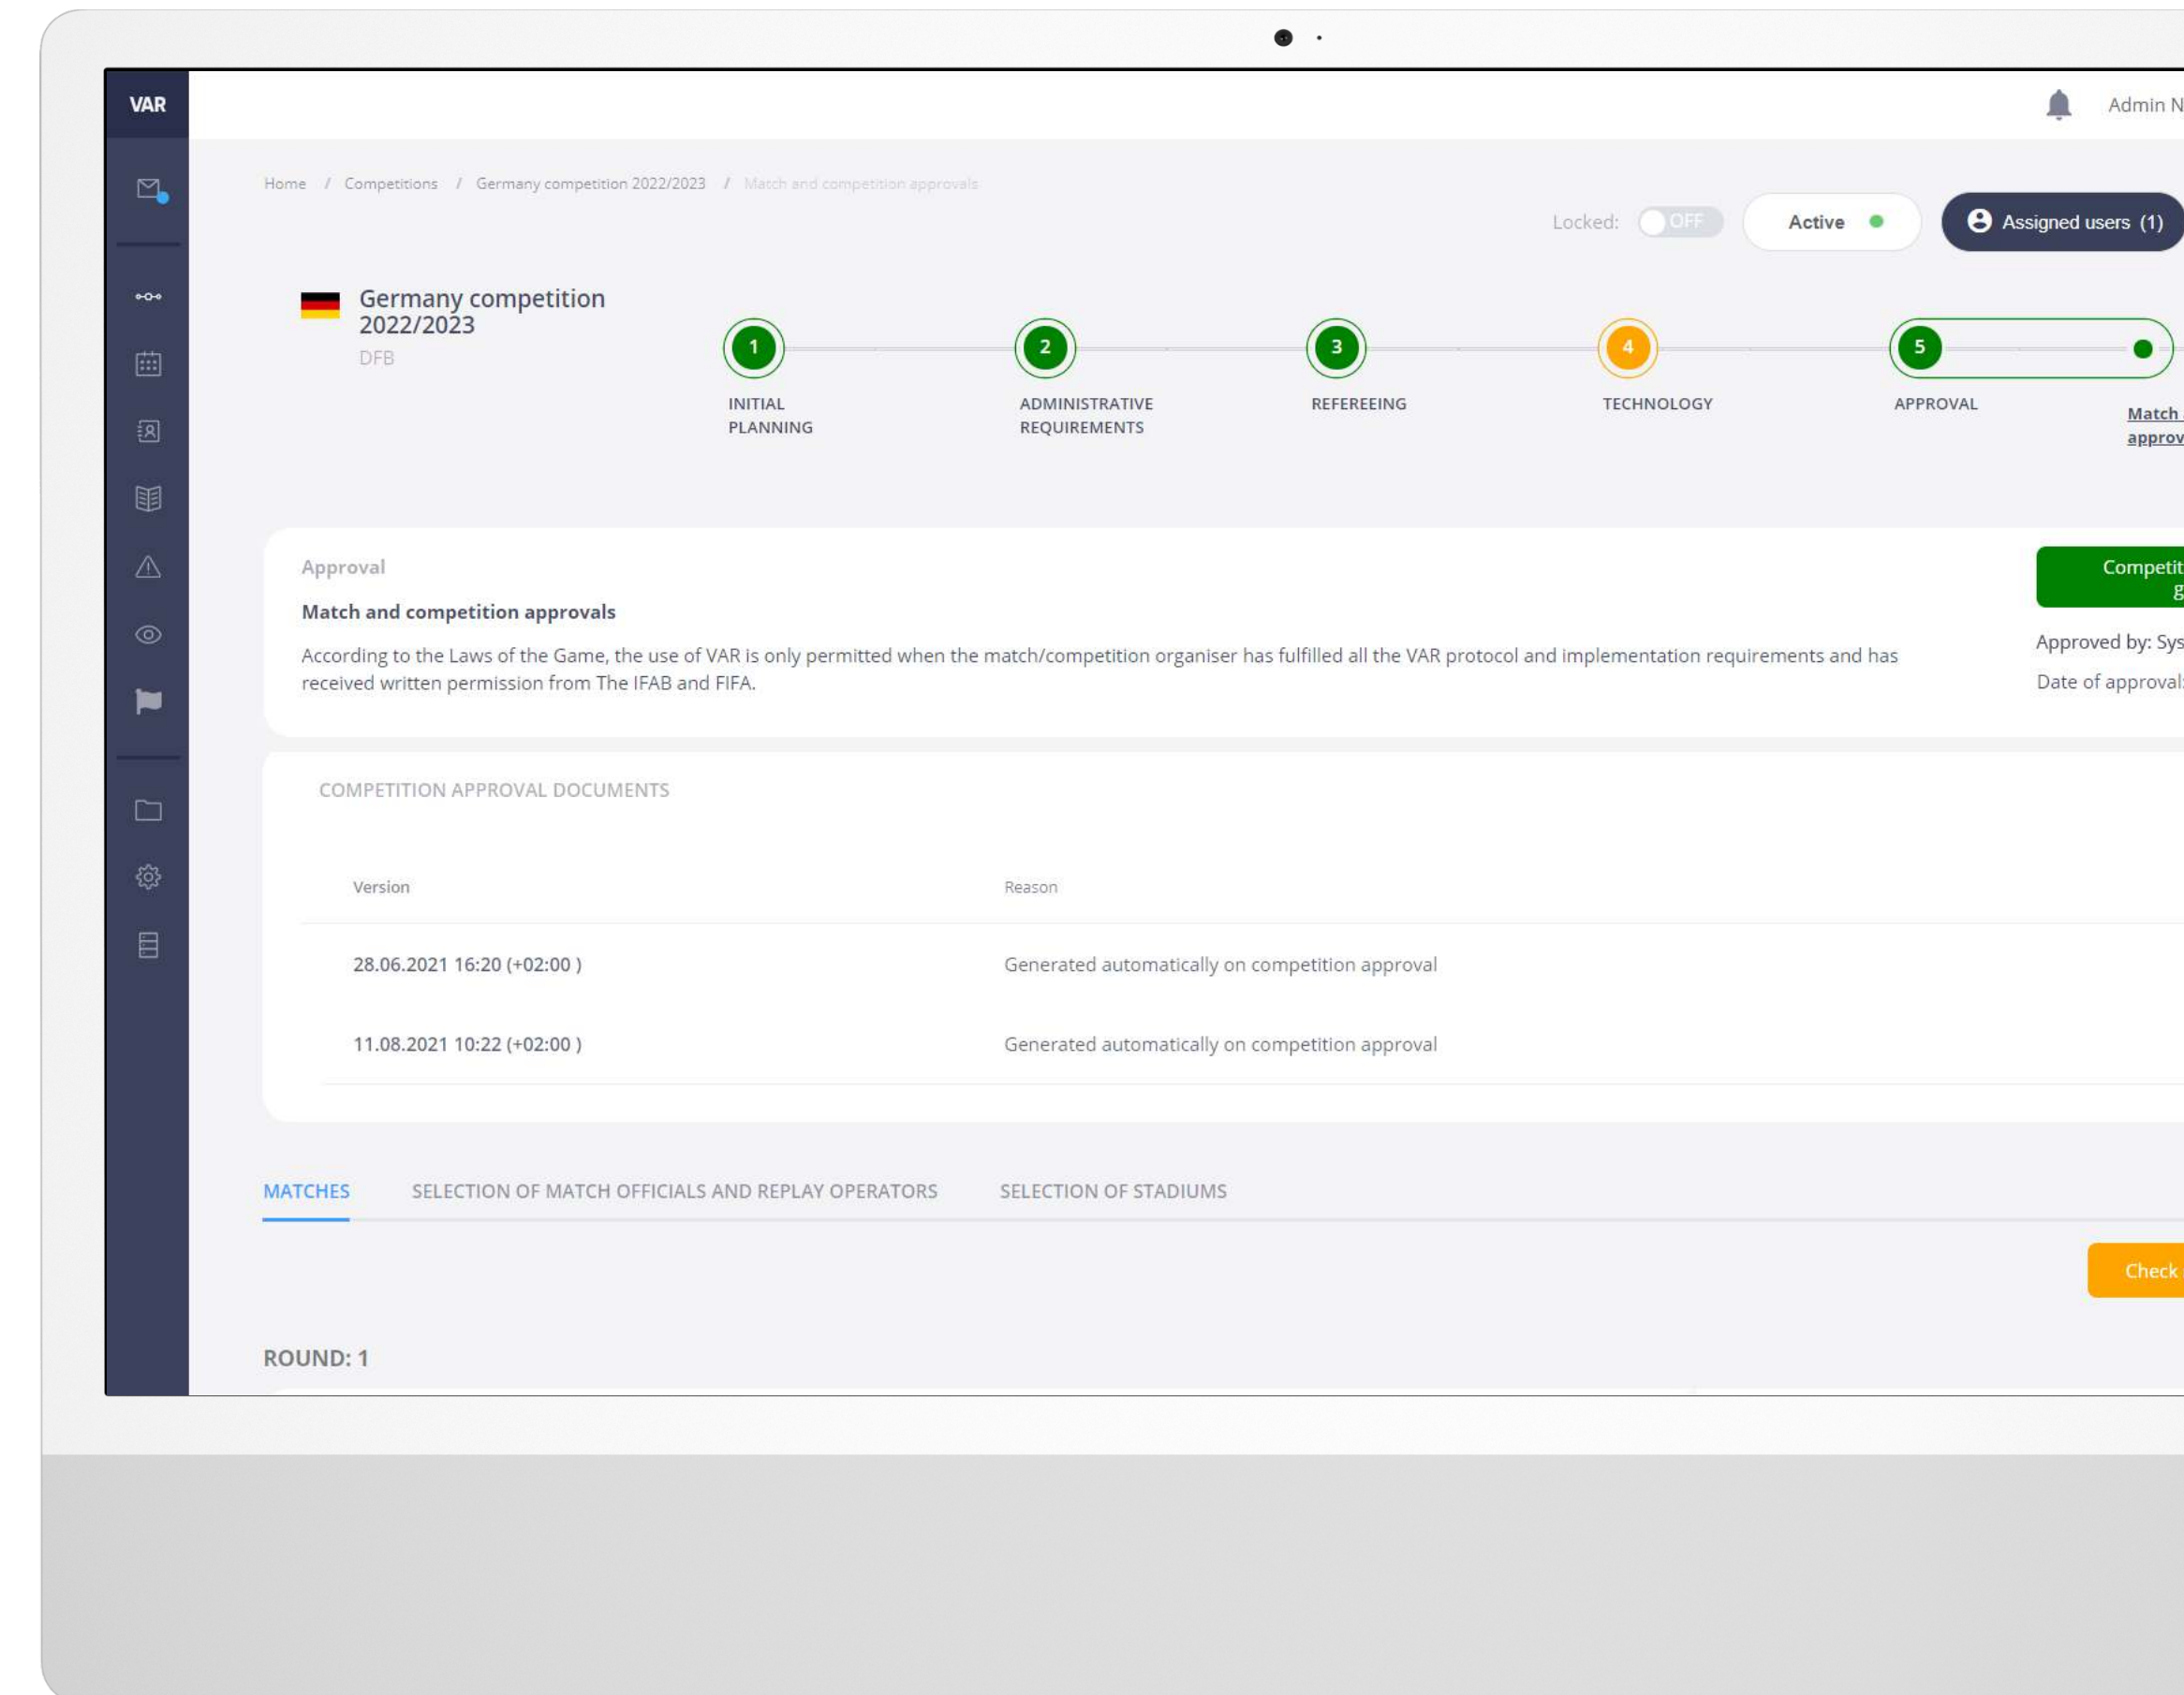 VAR
Admin N
Home / Competitions / Germany competition 2022/2023 / Match and competition approvals
Locked: OFF Active Assigned users (1)
Germany competition
2022/2023
DFB
1 2 3 4 5
INITIAL
PLANNING
ADMINISTRATIVE
REQUIREMENTS
REFEREEING
TECHNOLOGY
APPROVAL
Match
approv
Approval
Match and competition approvals
According to the Laws of the Game, the use of VAR is only permitted when the match/competition organiser has fulfilled all the VAR protocol and implementation requirements and has
received written permission from The IFAB and FIFA.
Competit
g
Approved by: Sys
Date of approval:
COMPETITION APPROVAL DOCUMENTS
Version Reason
28.06.2021 16:20 (+02:00 ) Generated automatically on competition approval
11.08.2021 10:22 (+02:00 ) Generated automatically on competition approval
MATCHES SELECTION OF MATCH OFFICIALS AND REPLAY OPERATORS SELECTION OF STADIUMS
Check
ROUND: 1